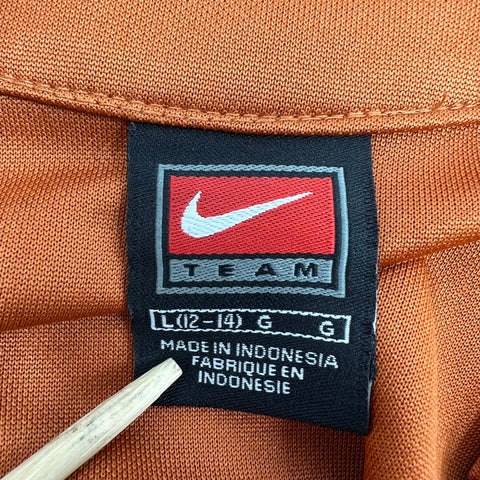 TEAM
L(12-14) G G
MADE IN INDONESIA
FABRIQUE EN
INDONESIE